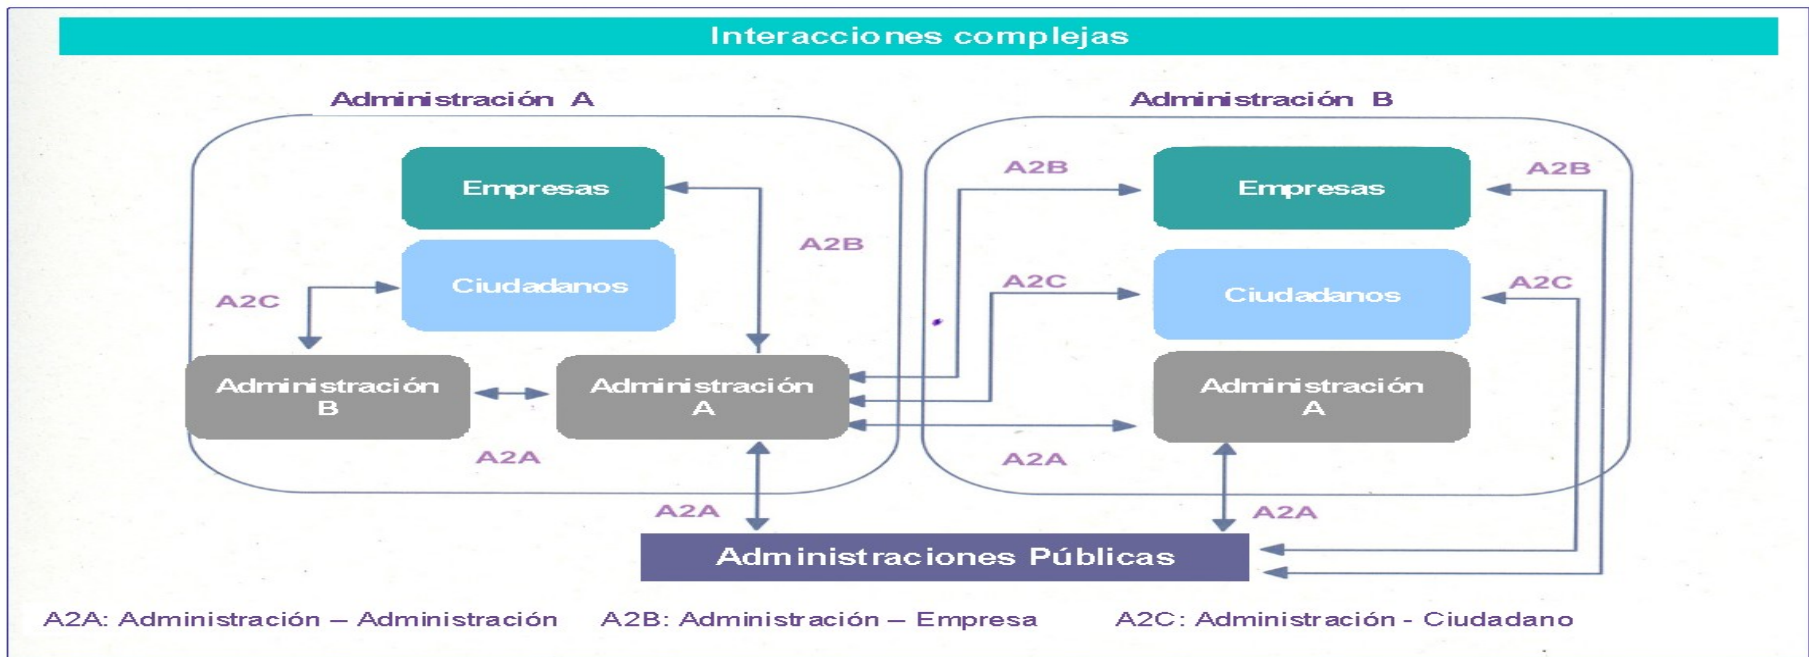 Interacciones complejas
Administración A
Administración B
Empresas
A2B
A2B
Empresas
A2B
Ciudadanos
A2C
A2C
Ciudadanos
A2C
Administración
B
Administración
A
Administración
A
A2A
A2A
A2A
A2A
Administraciones Públicas
A2A: Administración – Administración
A2B: Administración – Empresa
A2C: Administración - Ciudadano